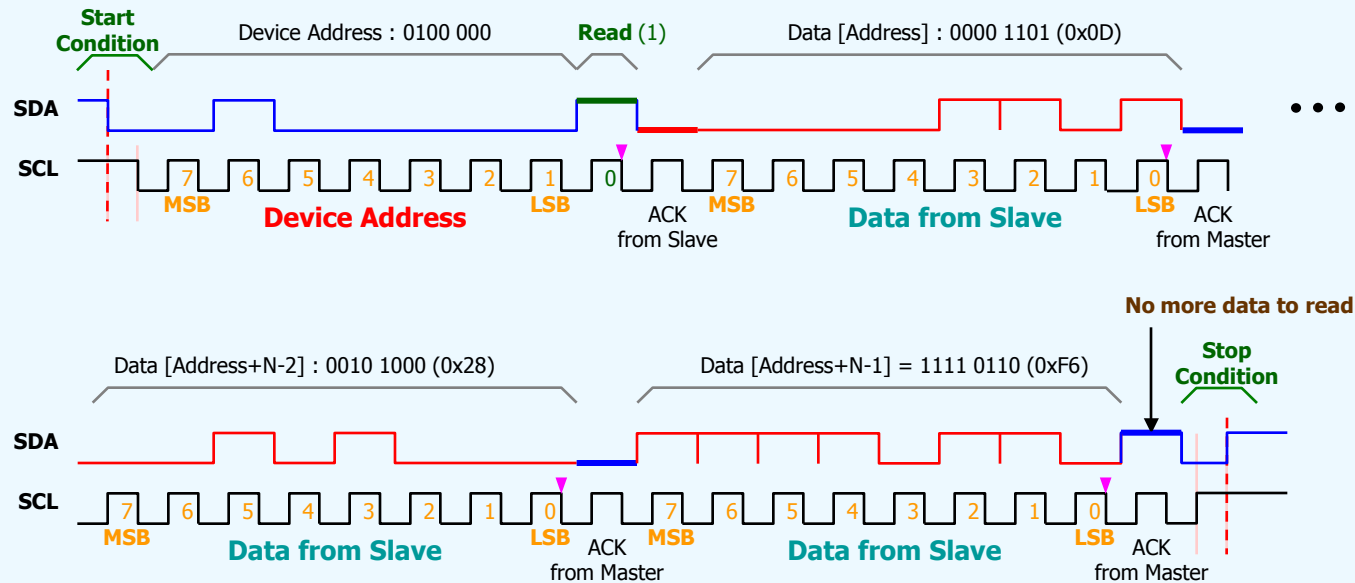 Start
Condition
Device Address : 0100 000
Read (1)
Data [Address] : 0000 1101 (0x0D)
SDA
• • •
SCL
7 6 5 4 3 2 1 0 7 6 5 4 3 2 1 0
MSB
Device Address
LSB
ACK
from Slave
MSB
Data from Slave
LSB
ACK
from Master
No more data to read
Data [Address+N-2] : 0010 1000 (0x28)
Data [Address+N-1] = 1111 0110 (0xF6)
Stop
Condition
SDA
SCL
7 6 5 4 3 2 1 0 7 6 5 4 3 2 1 0
MSB
Data from Slave
LSB
ACK
from Master
MSB
Data from Slave
LSB
ACK
from Master